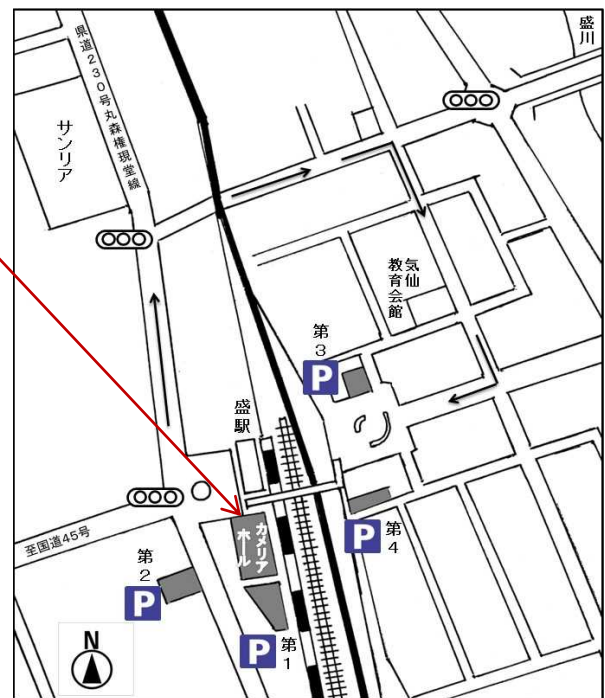 盛川
県道230号丸森権現堂線
サンリア
気仙
教育会館
第3
P
盛駅
至国道45号
カメリア
ホール
第4
P
第2
P
第1
P
N